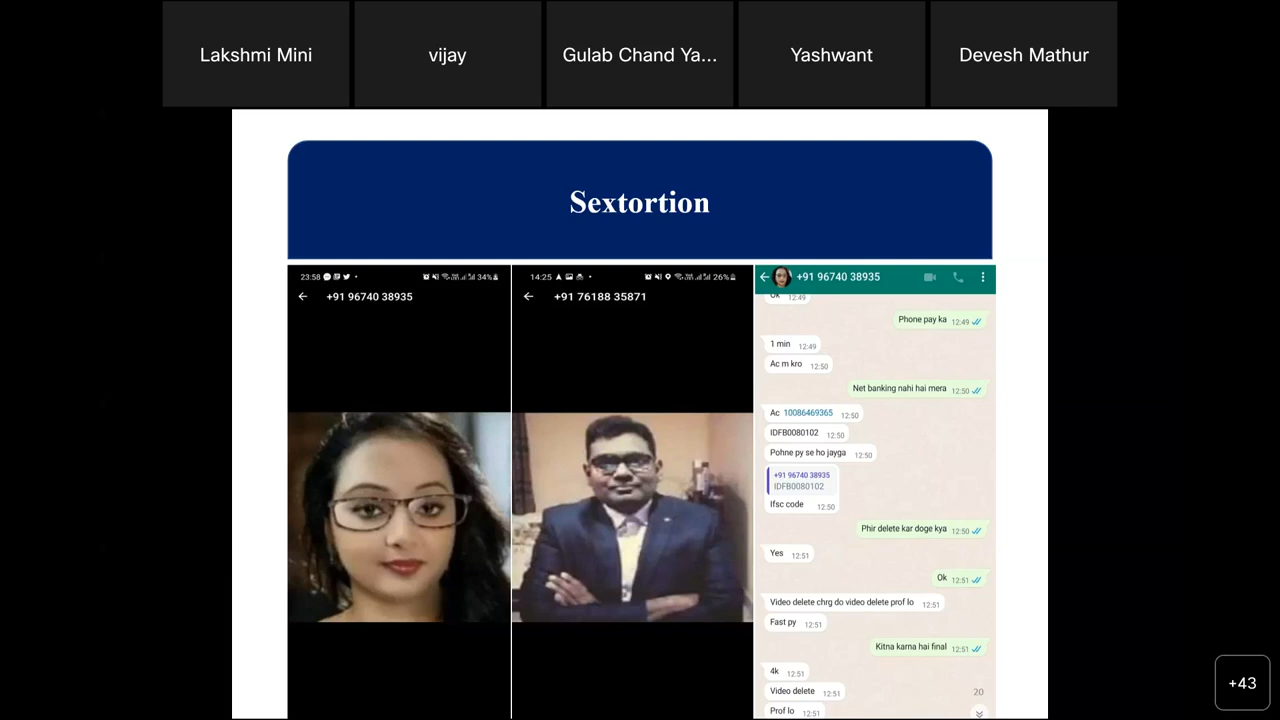 Lakshmi Mini
vijay
Gulab Chand Ya...
Yashwant
Devesh Mathur
Sextortion
23:58
34%
+91 96740 38935
14:25
26%
+91 76188 35871
+91 96740 38935
Ok 12:49
Phone pay ka 12:49
1 min 12:49
Ac m kro 12:50
Net banking nahi hai mera 12:50
Ac 10086469365 12:50
IDFB0080102 12:50
Pohne py se ho jayga 12:50
+91 96740 38935
IDFB0080102
Ifsc code 12:50
Phir delete kar doge kya 12:50
Yes 12:51
Ok 12:51
Video delete chrg do video delete prof lo 12:51
Fast py 12:51
Kitna karna hai final 12:51
4k 12:51
Video delete 12:51
20
Prof lo 12:51
+43